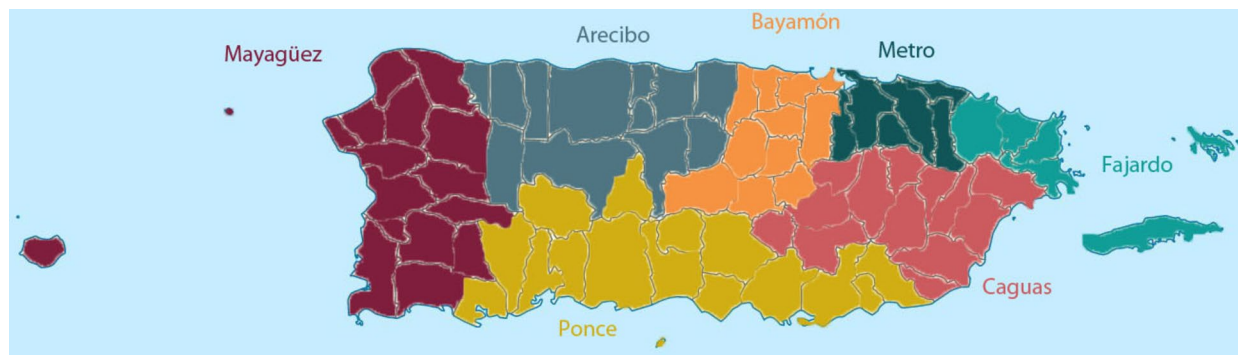 Mayagüez
Arecibo
Bayamón
Metro
Fajardo
Caguas
Ponce